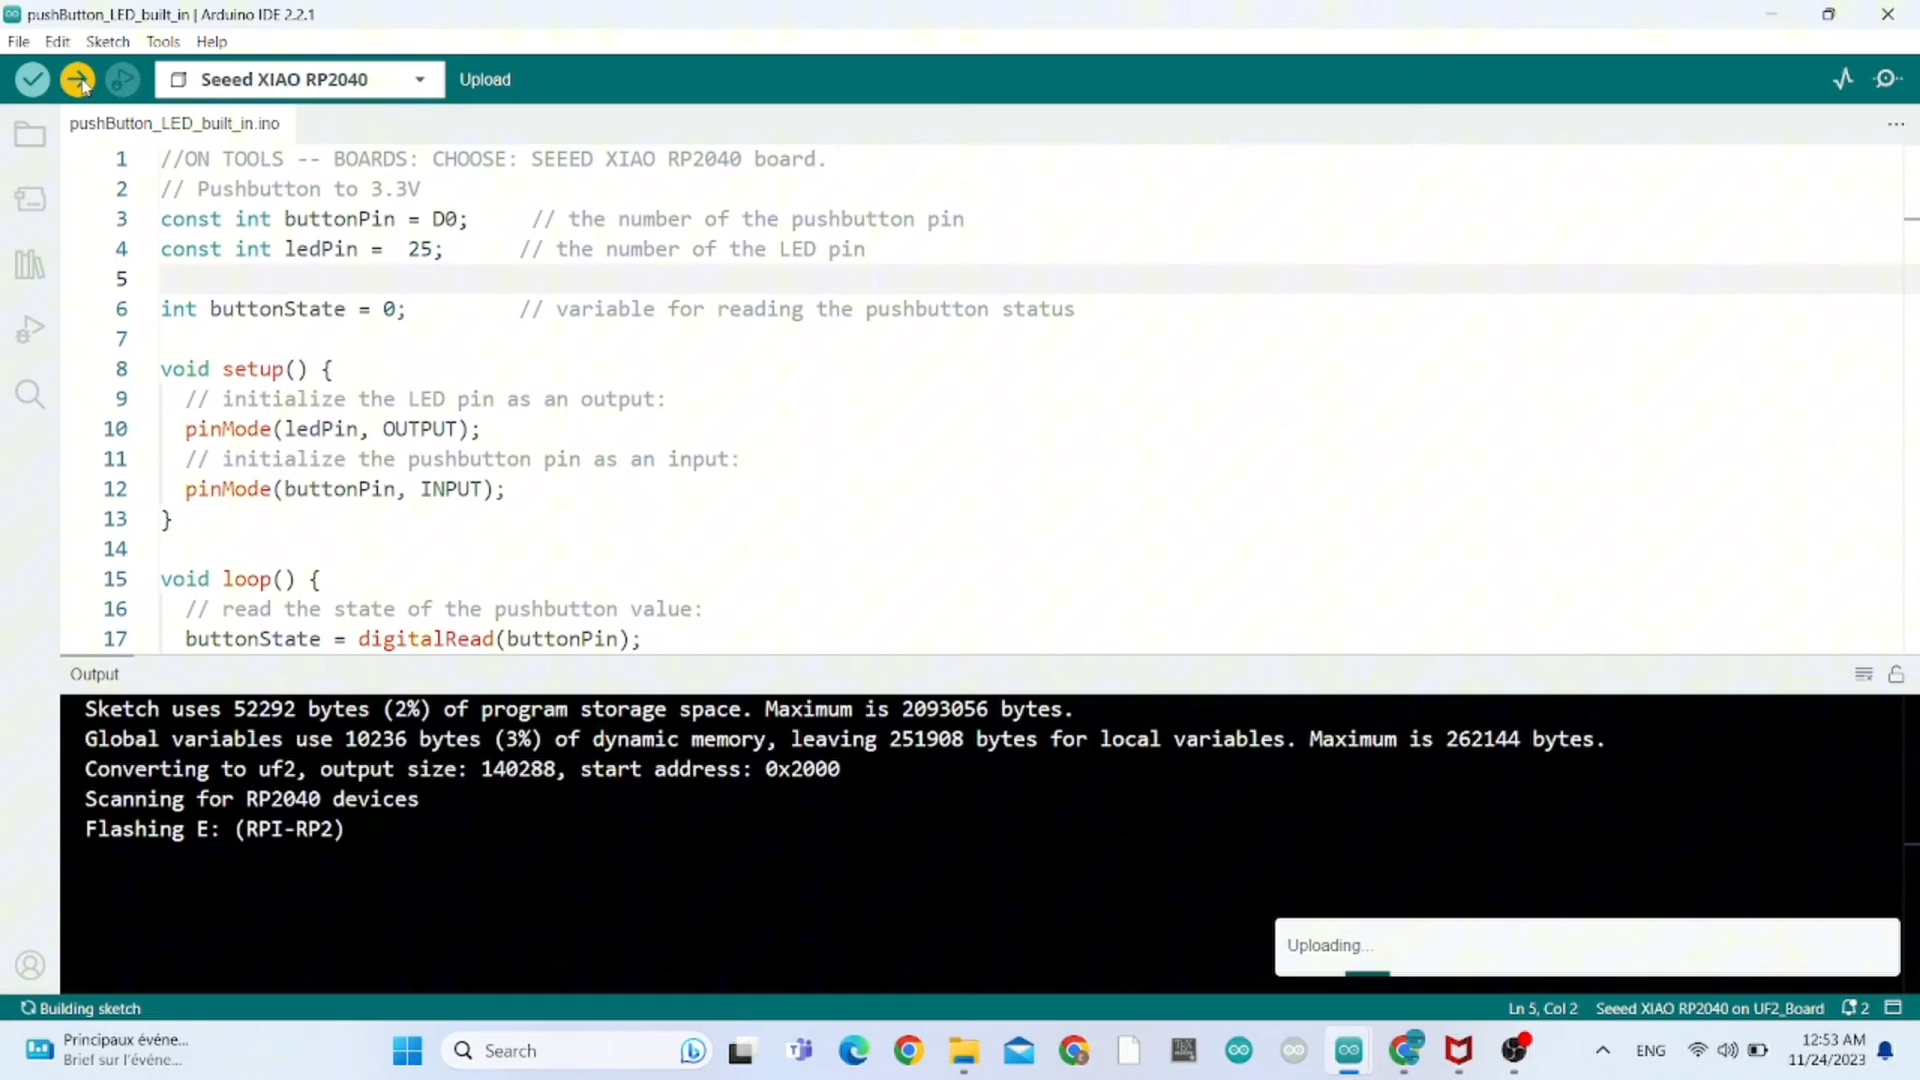 pushButton_LED_built_in | Arduino IDE 2.2.1
File Edit Sketch Tools Help
Seeed XIAO RP2040 Upload
pushButton_LED_built_in.ino
1 //ON TOOLS -- BOARDS: CHOOSE: SEEED XIAO RP2040 board.
2 // Pushbutton to 3.3V
3 const int buttonPin = D0; // the number of the pushbutton pin
4 const int ledPin = 25; // the number of the LED pin
5
6 int buttonState = 0; // variable for reading the pushbutton status
7
8 void setup() {
9 // initialize the LED pin as an output:
10 pinMode(ledPin, OUTPUT);
11 // initialize the pushbutton pin as an input:
12 pinMode(buttonPin, INPUT);
13 }
14
15 void loop() {
16 // read the state of the pushbutton value:
17 buttonState = digitalRead(buttonPin);
Output
Sketch uses 52292 bytes (2%) of program storage space. Maximum is 2093056 bytes.
Global variables use 10236 bytes (3%) of dynamic memory, leaving 251908 bytes for local variables. Maximum is 262144 bytes.
Converting to uf2, output size: 140288, start address: 0x2000
Scanning for RP2040 devices
Flashing E: (RPI-RP2)
Uploading...
Building sketch Ln 5, Col 2 Seeed XIAO RP2040 on UF2_Board 2
Principaux événe...
Brief sur l'événe...
Search
ENG
12:53 AM
11/24/2023